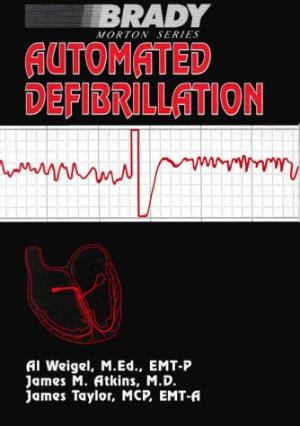 BRADY
MORTON SERIES
AUTOMATED
DEFIBRILLATION
Al Weigel, M.Ed., EMT-P
James M. Atkins, M.D.
James Taylor, MCP, EMT-A